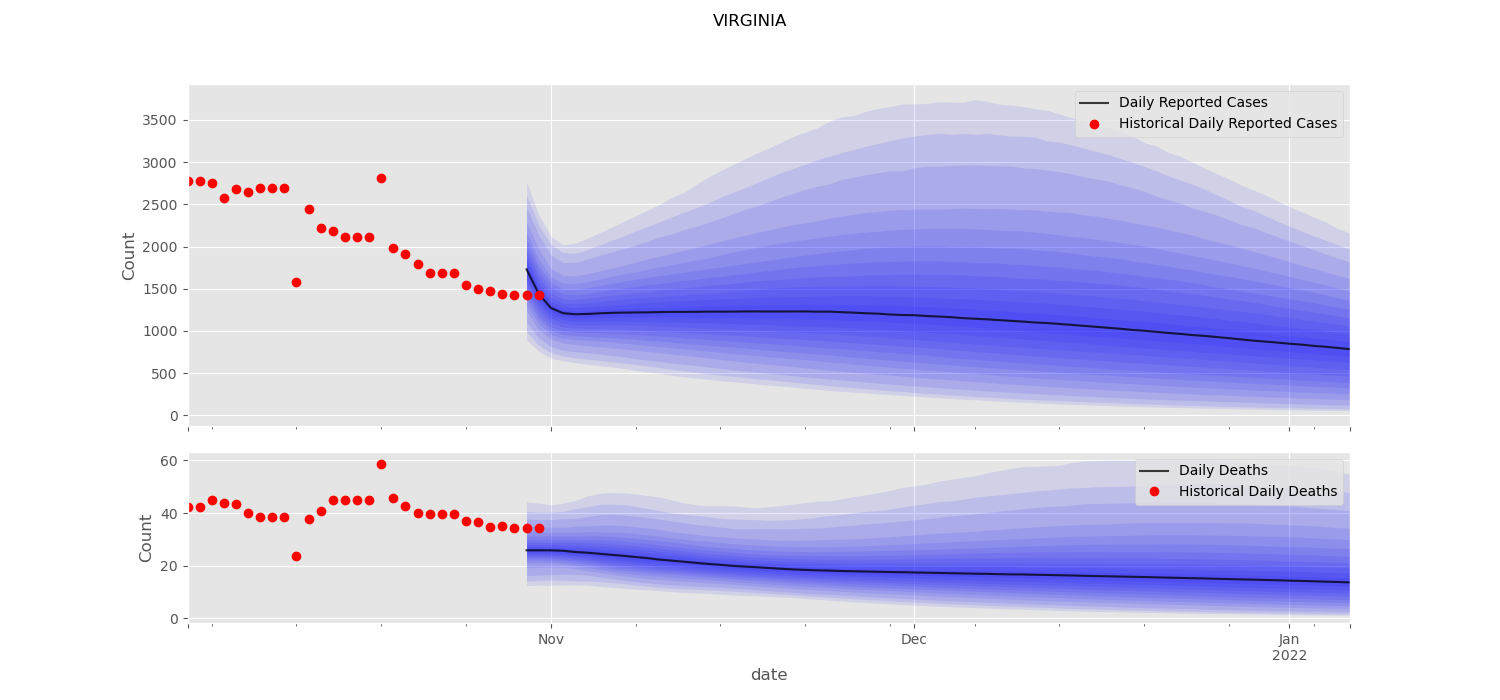 VIRGINIA
Daily Reported Cases
Historical Daily Reported Cases
3500
3000
2500
2000
1500
1000
500
0
Count
Daily Deaths
Historical Daily Deaths
60
40
20
0
Count
Nov
Dec
Jan
2022
date